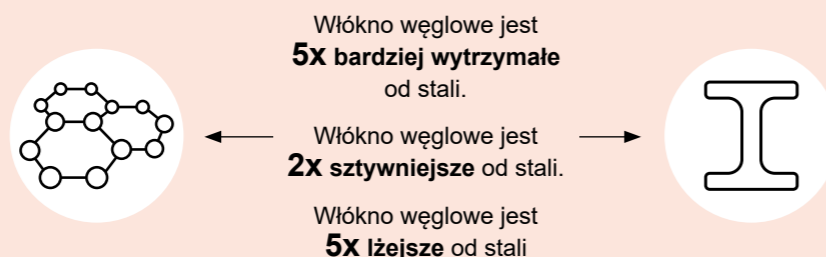 Włókno węglowe jest
5x bardziej wytrzymałe
od stali.
Włókno węglowe jest
2x sztywniejsze od stali.
Włókno węglowe jest
5x lżejsze od stali